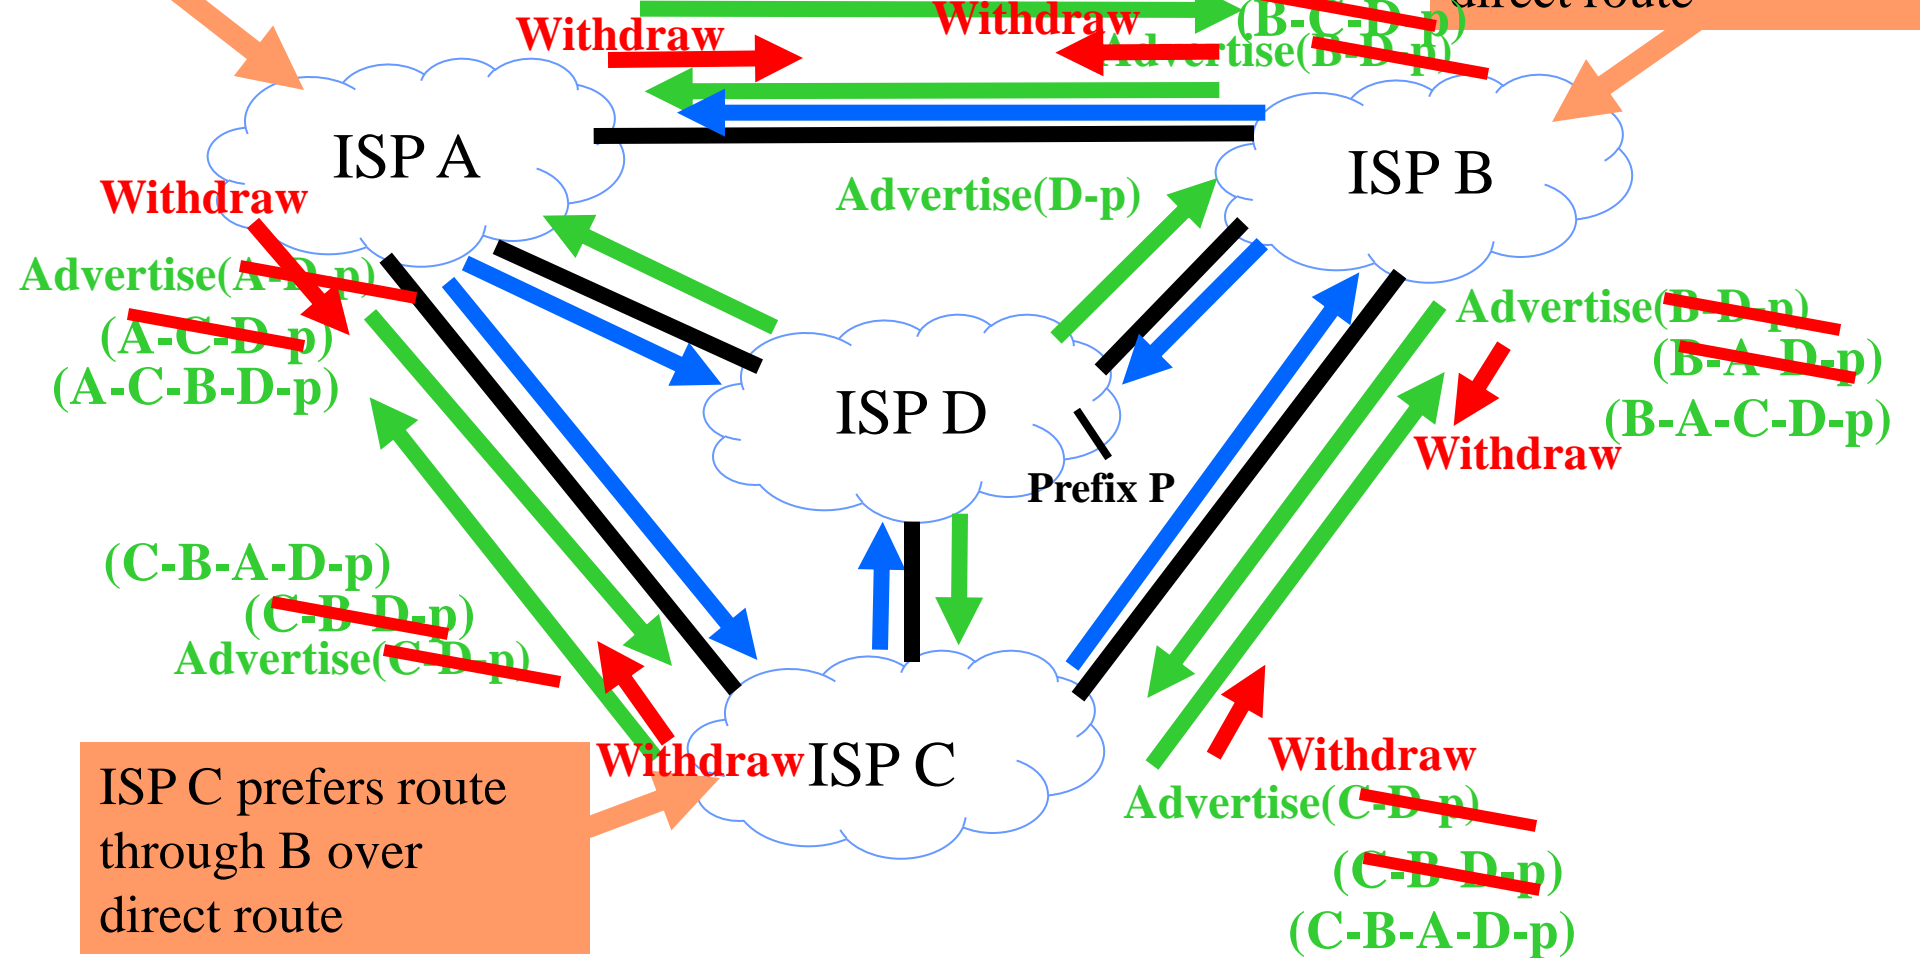 direct route
Withdraw
Withdraw
(B-C-D-p)
Advertise(B-D-p)
ISP A
ISP B
Withdraw
Advertise(D-p)
Advertise(A-D-p)
(A-C-D-p)
(A-C-B-D-p)
Advertise(B-D-p)
(B-A-D-p)
(B-A-C-D-p)
ISP D
Withdraw
Prefix P
(C-B-A-D-p)
(C-B-D-p)
Advertise(C-D-p)
Withdraw
ISP C
ISP C prefers route
through B over
direct route
Withdraw
Advertise(C-D-p)
(C-B-D-p)
(C-B-A-D-p)